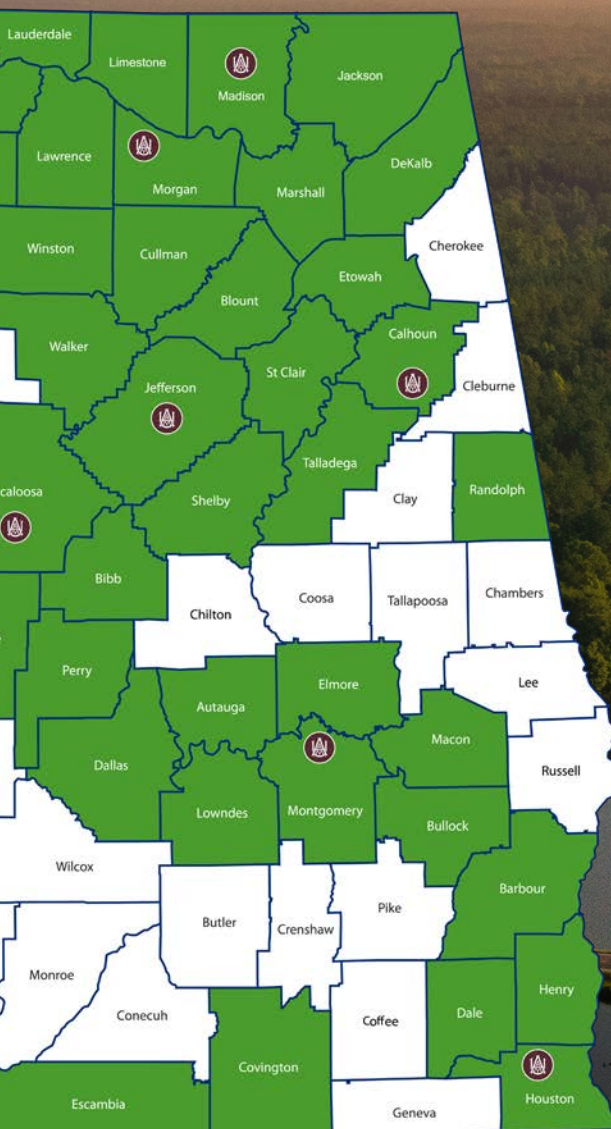 Lauderdale
Limestone
Madison
Jackson
Lawrence
Morgan
Marshall
DeKalb
Winston
Cullman
Cherokee
Blount
Etowah
Walker
Calhoun
Jefferson
St Clair
Cleburne
caloosa
Shelby
Talladega
Clay
Randolph
Bibb
Chilton
Coosa
Tallapoosa
Chambers
Perry
Autauga
Elmore
Lee
Dallas
Macon
Russell
Lowndes
Montgomery
Bullock
Wilcox
Barbour
Butler
Crenshaw
Pike
Monroe
Conecuh
Coffee
Dale
Henry
Covington
Escambia
Geneva
Houston